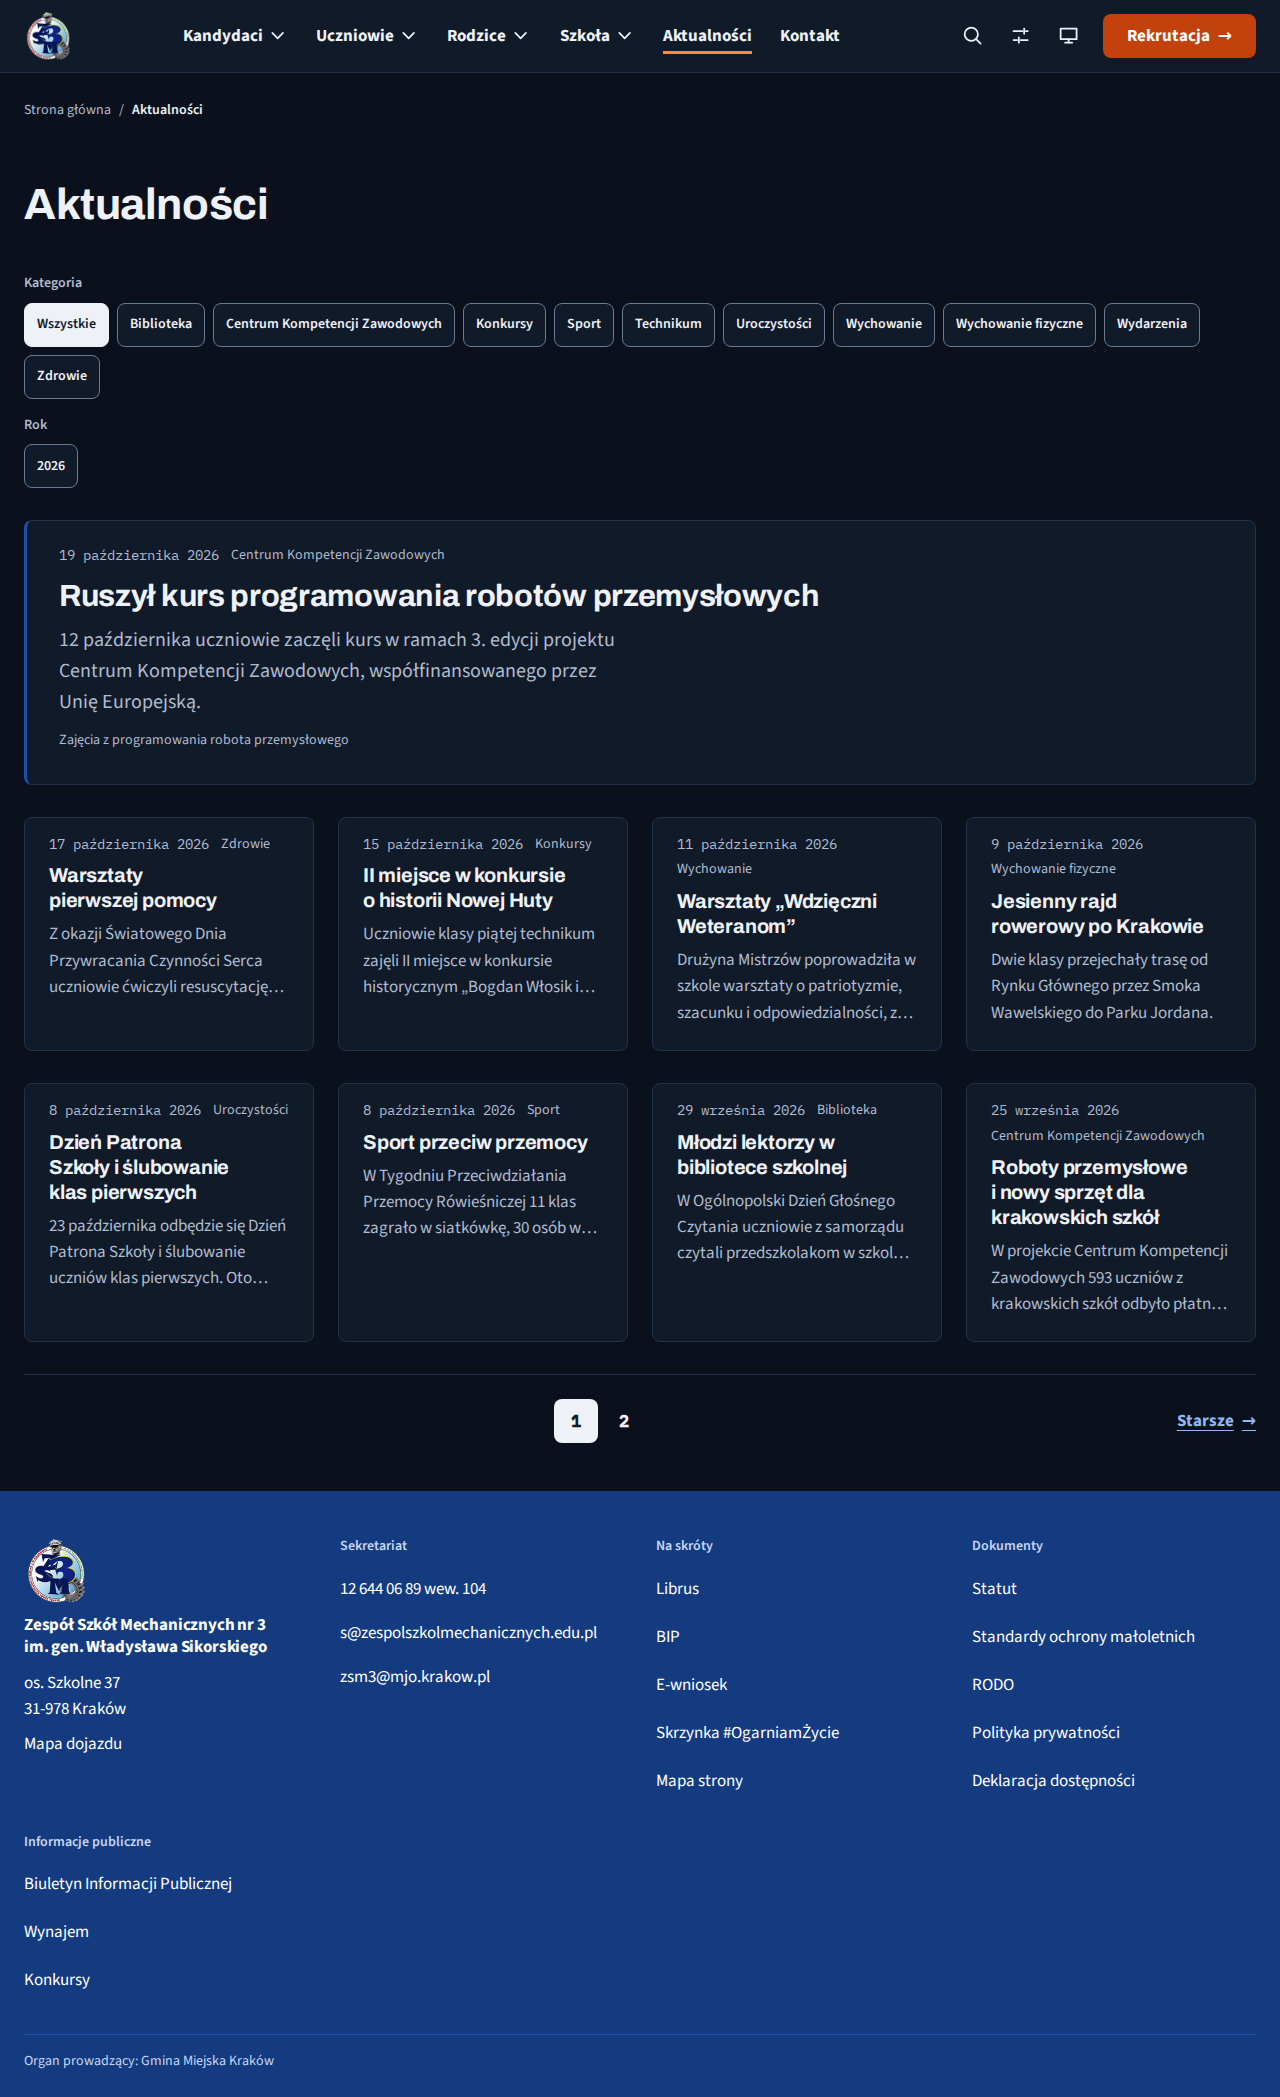 Kandydaci Uczniowie Rodzice Szkoła Aktualności Kontakt Rekrutacja →
Strona główna / Aktualności
Aktualności
Kategoria
Wszystkie Biblioteka Centrum Kompetencji Zawodowych Konkursy Sport Technikum Uroczystości Wychowanie Wychowanie fizyczne Wydarzenia
Zdrowie
Rok
2026
19 października 2026 Centrum Kompetencji Zawodowych
Ruszył kurs programowania robotów przemysłowych
12 października uczniowie zaczęli kurs w ramach 3. edycji projektu
Centrum Kompetencji Zawodowych, współfinansowanego przez
Unię Europejską.
Zajęcia z programowania robota przemysłowego
17 października 2026 Zdrowie
Warsztaty
pierwszej pomocy
Z okazji Światowego Dnia
Przywracania Czynności Serca
uczniowie ćwiczyli resuscytację…
15 października 2026 Konkursy
II miejsce w konkursie
o historii Nowej Huty
Uczniowie klasy piątej technikum
zajęli II miejsce w konkursie
historycznym „Bogdan Włosik i…
11 października 2026
Wychowanie
Warsztaty „Wdzięczni
Weteranom”
Drużyna Mistrzów poprowadziła w
szkole warsztaty o patriotyzmie,
szacunku i odpowiedzialności, z…
9 października 2026
Wychowanie fizyczne
Jesienny rajd
rowerowy po Krakowie
Dwie klasy przejechały trasę od
Rynku Głównego przez Smoka
Wawelskiego do Parku Jordana.
8 października 2026 Uroczystości
Dzień Patrona
Szkoły i ślubowanie
klas pierwszych
23 października odbędzie się Dzień
Patrona Szkoły i ślubowanie
uczniów klas pierwszych. Oto…
8 października 2026 Sport
Sport przeciw przemocy
W Tygodniu Przeciwdziałania
Przemocy Rówieśniczej 11 klas
zagrało w siatkówkę, 30 osób w…
29 września 2026 Biblioteka
Młodzi lektorzy w
bibliotece szkolnej
W Ogólnopolski Dzień Głośnego
Czytania uczniowie z samorządu
czytali przedszkolakom w szkol…
25 września 2026
Centrum Kompetencji Zawodowych
Roboty przemysłowe
i nowy sprzęt dla
krakowskich szkół
W projekcie Centrum Kompetencji
Zawodowych 593 uczniów z
krakowskich szkół odbyło płatn…
1 2 Starsze →
Zespół Szkół Mechanicznych nr 3
im. gen. Władysława Sikorskiego
os. Szkolne 37
31-978 Kraków
Mapa dojazdu
Sekretariat
12 644 06 89 wew. 104
s@zespolszkolmechanicznych.edu.pl
zsm3@mjo.krakow.pl
Na skróty
Librus
BIP
E-wniosek
Skrzynka #OgarniamŻycie
Mapa strony
Dokumenty
Statut
Standardy ochrony małoletnich
RODO
Polityka prywatności
Deklaracja dostępności
Informacje publiczne
Biuletyn Informacji Publicznej
Wynajem
Konkursy
Organ prowadzący: Gmina Miejska Kraków